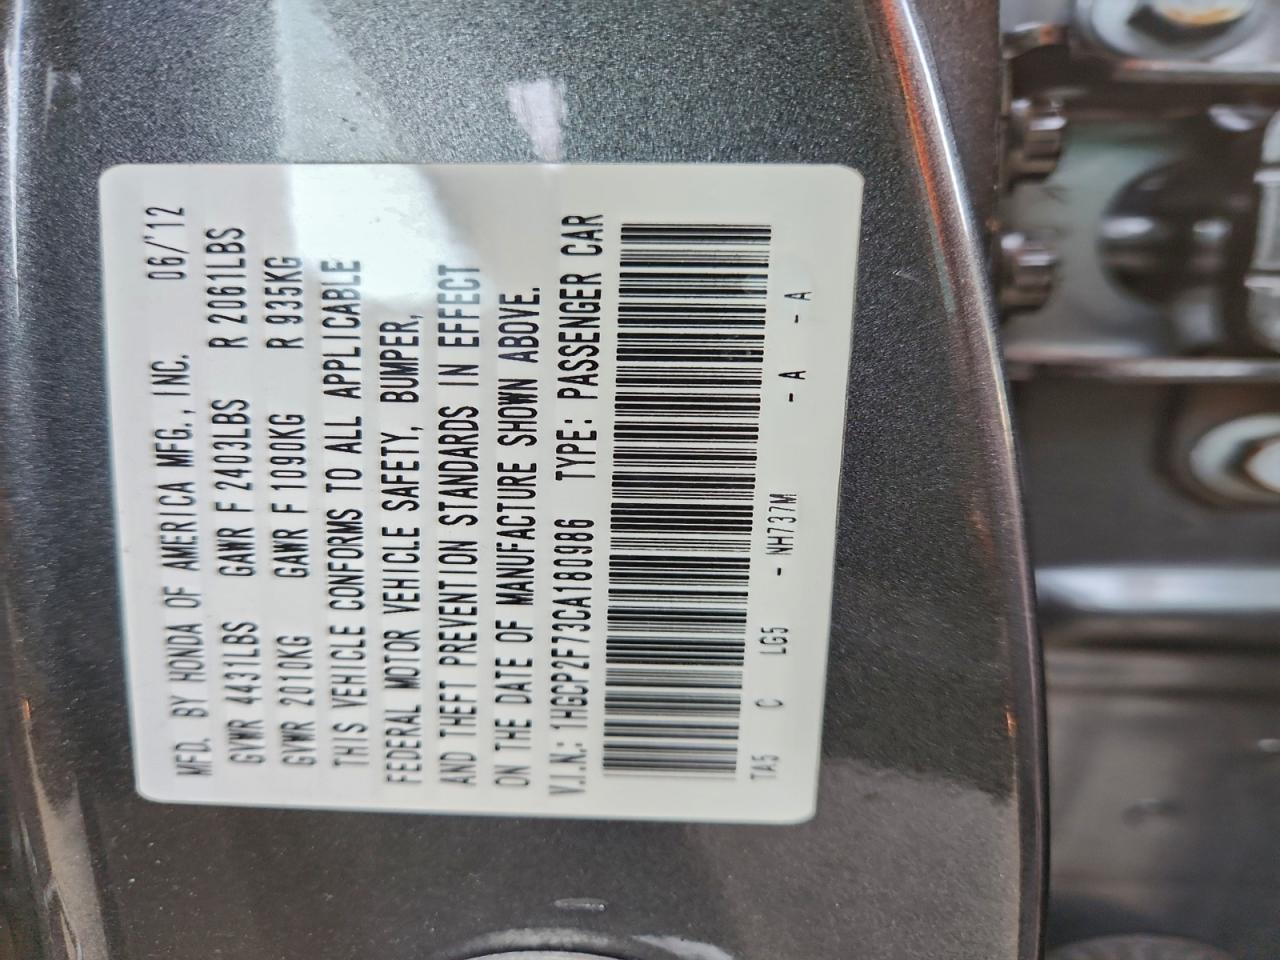 MFD. BY HONDA OF AMERICA MFG., INC. 06/'12
GVWR 4431LBS GAWR F 2403LBS R 2061LBS
GVWR 2010KG GAWR F 1090KG R 935KG
THIS VEHICLE CONFORMS TO ALL APPLICABLE
FEDERAL MOTOR VEHICLE SAFETY, BUMPER,
AND THEFT PREVENTION STANDARDS IN EFFECT
ON THE DATE OF MANUFACTURE SHOWN ABOVE.
V.I.N.: 1HGCP2F73CA180986 TYPE: PASSENGER CAR
TA5 C LG5 - NH737M - A - A